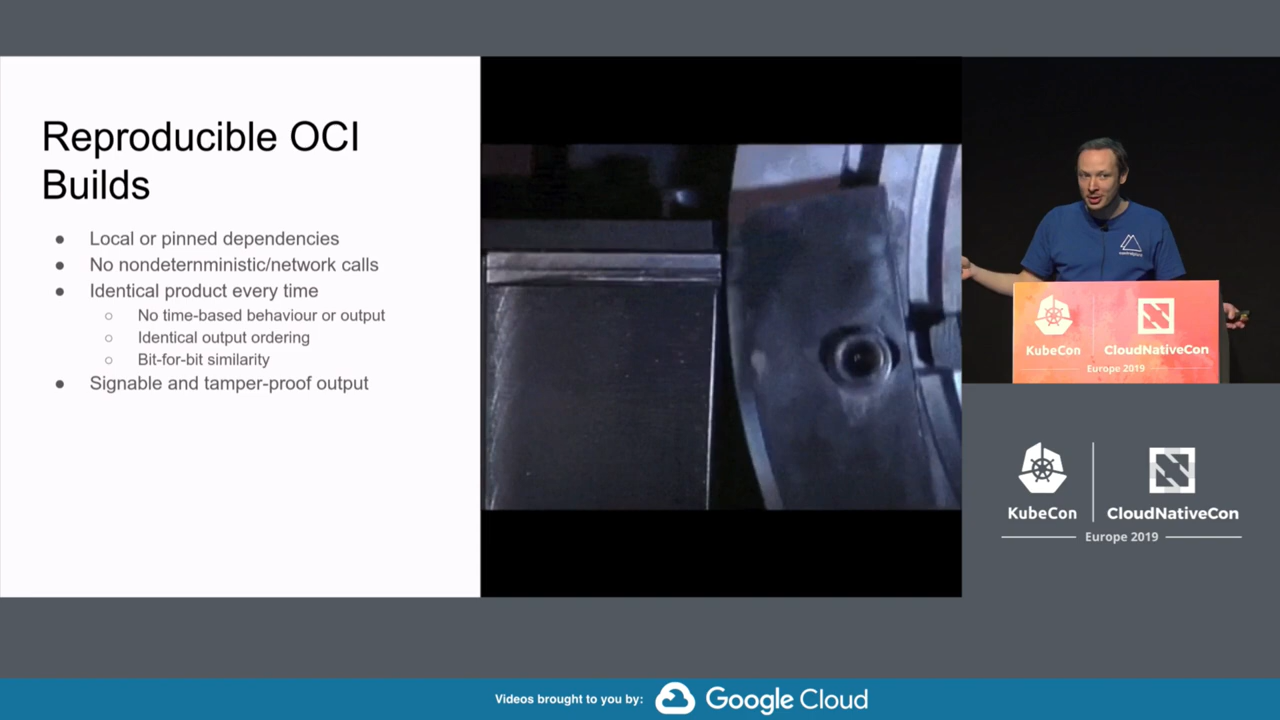 Reproducible OCI
Builds
Local or pinned dependencies
No nondeternministic/network calls
Identical product every time
No time-based behaviour or output
Identical output ordering
Bit-for-bit similarity
Signable and tamper-proof output
KubeCon
CloudNativeCon
Europe 2019
KubeCon
CloudNativeCon
Europe 2019
Videos brought to you by: Google Cloud